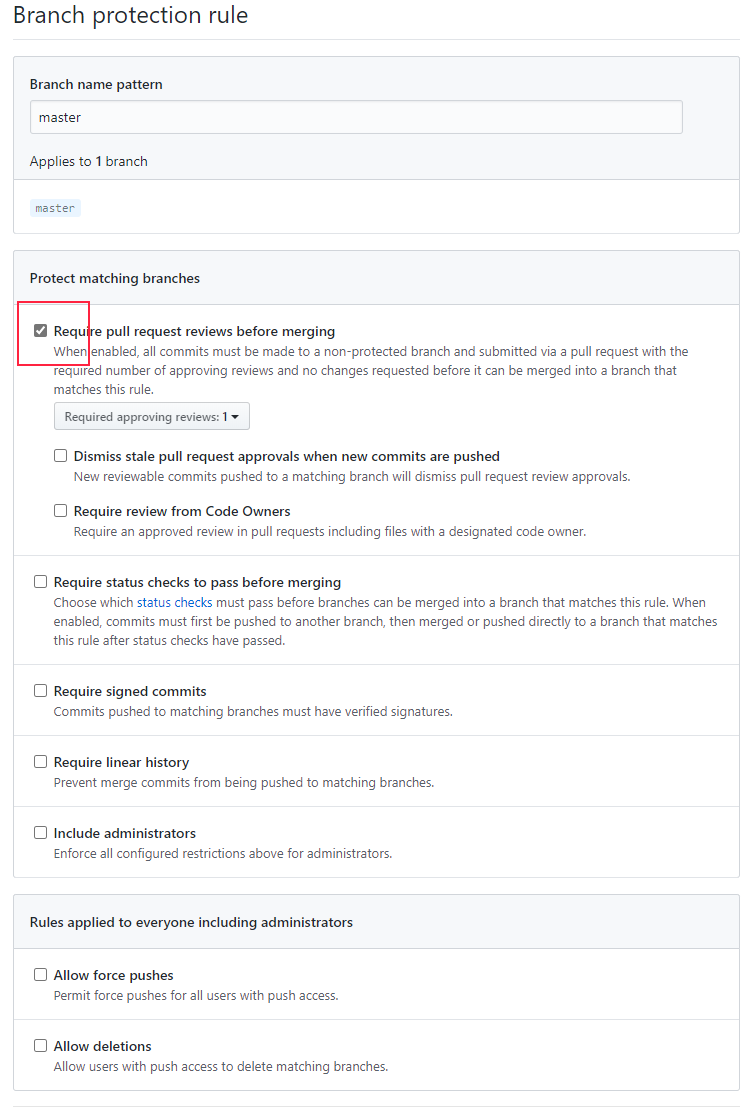 Branch protection rule
Branch name pattern
master
Applies to 1 branch
master
Protect matching branches
Require pull request reviews before merging
When enabled, all commits must be made to a non-protected branch and submitted via a pull request with the
required number of approving reviews and no changes requested before it can be merged into a branch that
matches this rule.
Required approving reviews: 1
Dismiss stale pull request approvals when new commits are pushed
New reviewable commits pushed to a matching branch will dismiss pull request review approvals.
Require review from Code Owners
Require an approved review in pull requests including files with a designated code owner.
Require status checks to pass before merging
Choose which status checks must pass before branches can be merged into a branch that matches this rule. When
enabled, commits must first be pushed to another branch, then merged or pushed directly to a branch that matches
this rule after status checks have passed.
Require signed commits
Commits pushed to matching branches must have verified signatures.
Require linear history
Prevent merge commits from being pushed to matching branches.
Include administrators
Enforce all configured restrictions above for administrators.
Rules applied to everyone including administrators
Allow force pushes
Permit force pushes for all users with push access.
Allow deletions
Allow users with push access to delete matching branches.